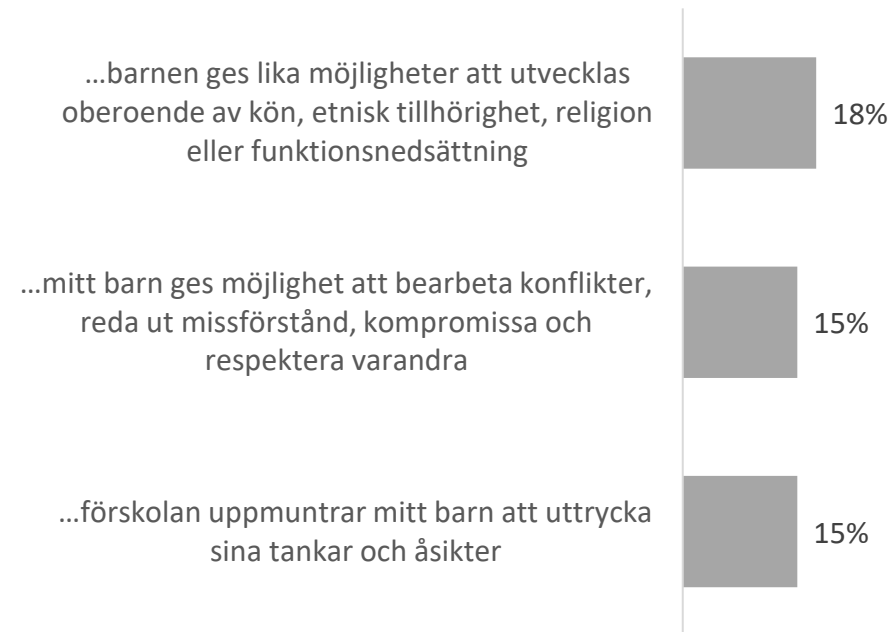 …barnen ges lika möjligheter att utvecklas
oberoende av kön, etnisk tillhörighet, religion
eller funktionsnedsättning
18%
…mitt barn ges möjlighet att bearbeta konflikter,
reda ut missförstånd, kompromissa och
respektera varandra
15%
…förskolan uppmuntrar mitt barn att uttrycka
sina tankar och åsikter
15%